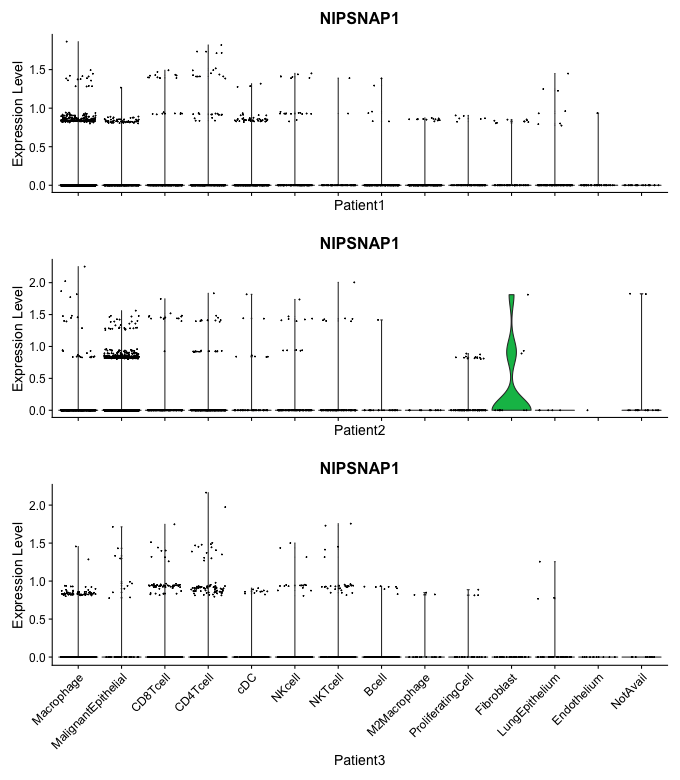 NIPSNAP1
Expression Level
1.5
1.0
0.5
0.0
Patient1
NIPSNAP1
Expression Level
2.0
1.5
1.0
0.5
0.0
Patient2
NIPSNAP1
Expression Level
2.0
1.5
1.0
0.5
0.0
Macrophage
MalignantEpithelial
CD8Tcell
CD4Tcell
cDC
NKcell
NKTcell
Bcell
M2Macrophage
ProliferatingCell
Fibroblast
LungEpithelium
Endothelium
NotAvail
Patient3